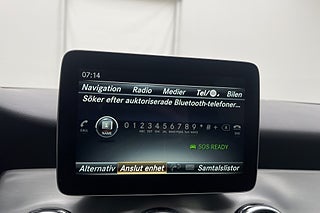 07:14
Navigation Radio Medier Tel/ Bilen
Söker efter auktoriserade Bluetooth-telefoner...
NAME 0 1 2 3 4 5 6 7 8 9 * # +
SOS READY
Alternativ Anslut enhet Samtalslistor